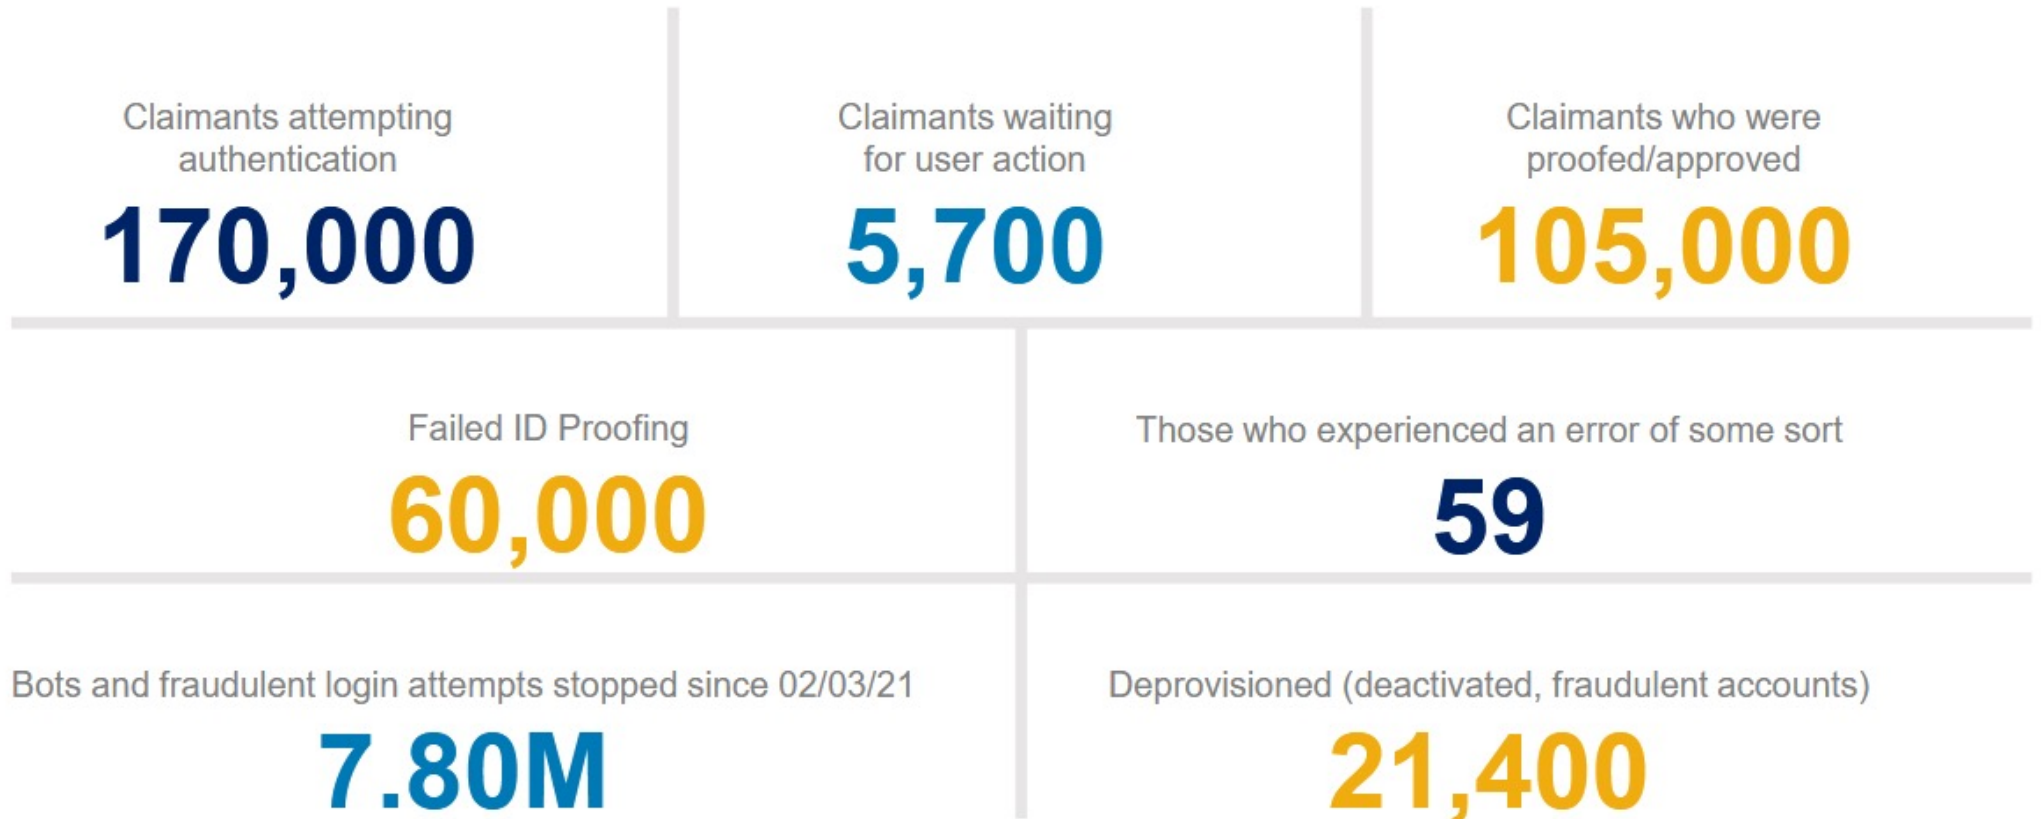 Claimants attempting
authentication
170,000
Claimants waiting
for user action
5,700
Claimants who were
proofed/approved
105,000
Failed ID Proofing
60,000
Those who experienced an error of some sort
59
Bots and fraudulent login attempts stopped since 02/03/21
7.80M
Deprovisioned (deactivated, fraudulent accounts)
21,400